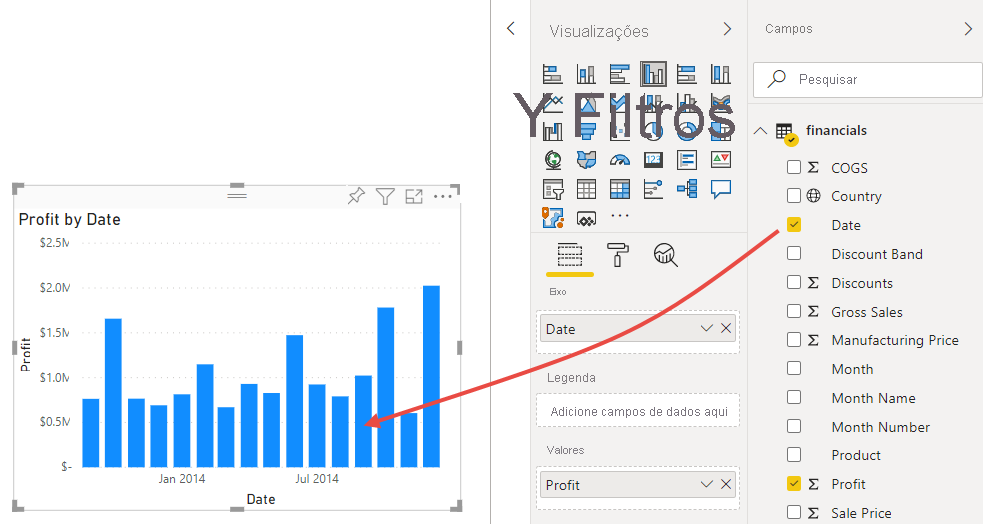 Visualizações
Campos
Y Filtros
Pesquisar
financials
COGS
Country
Date
Discount Band
Discounts
Gross Sales
Manufacturing Price
Month
Month Name
Month Number
Product
Profit
Sale Price
123
Eixo
Date
Legenda
Adicione campos de dados aqui
Valores
Profit
Profit by Date
$2.5M
$2.0M
$1.5M
$1.0M
$0.5M
$-
Profit
Jan 2014
Jul 2014
Date